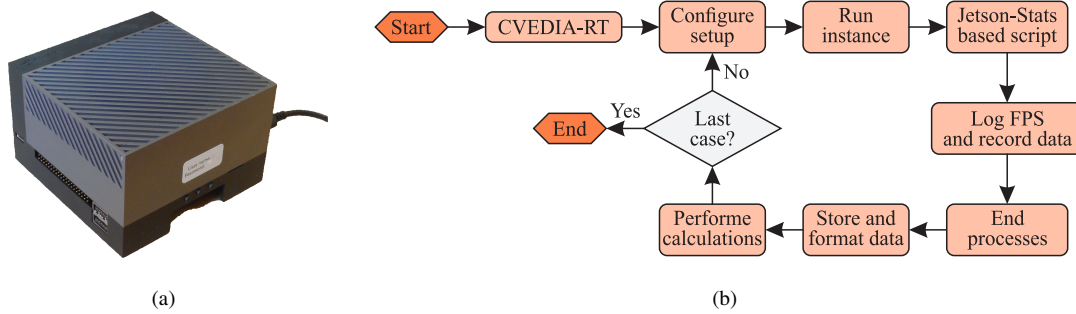 Start
CVEDIA-RT
Configure
setup
Run
instance
Jetson-Stats
based script
No
Yes
End
Last
case?
Log FPS
and record data
Performe
calculations
Store and
format data
End
processes
(a)
(b)